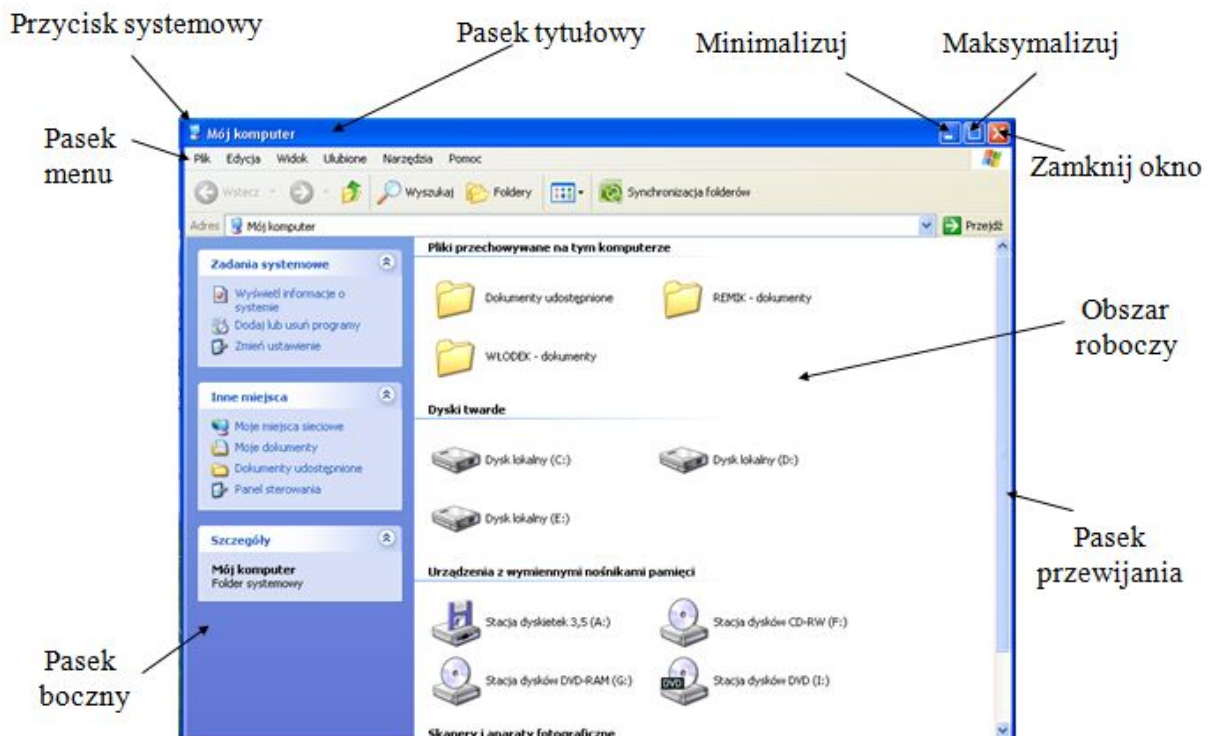 Przycisk systemowy
Pasek tytułowy
Minimalizuj
Maksymalizuj
Pasek
menu
Zamknij okno
Mój komputer
Plik Edycja Widok Ulubione Narzędzia Pomoc
Wstecz Wyszukaj Foldery Synchronizacja folderów
Adres Mój komputer Przejdź
Zadania systemowe
Wyświetl informacje o
systemie
Dodaj lub usuń programy
Zmień ustawienie
Inne miejsca
Moje miejsca sieciowe
Moje dokumenty
Dokumenty udostępnione
Panel sterowania
Szczegóły
Mój komputer
Folder systemowy
Pliki przechowywane na tym komputerze
Dokumenty udostępnione
REMIK - dokumenty
WŁODEK - dokumenty
Dyski twarde
Dysk lokalny (C:)
Dysk lokalny (D:)
Dysk lokalny (E:)
Urządzenia z wymiennymi nośnikami pamięci
Stacja dyskietek 3,5 (A:)
Stacja dysków CD-RW (F:)
Stacja dysków DVD-RAM (G:)
DVD
Stacja dysków DVD (I:)
Skanery i aparaty fotograficzne
Obszar
roboczy
Pasek
przewijania
Pasek
boczny